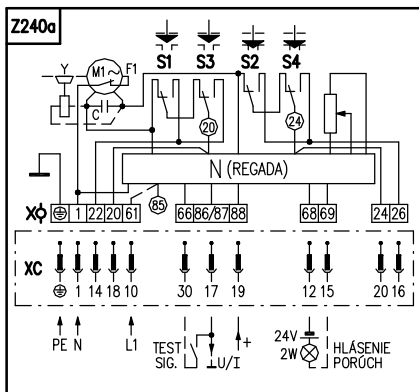 Z240a
S1 S3 S2 S4
Y M1 F1
C
20 24
N (REGADA)
85
X 1 22 20 61 66 86/87 88 68 69 24 26
XC
1 14 18 10 30 17 19 12 15 20 16
PE N L1 TEST SIG. U/I + 24V 2W HLÁSENIE PORÚCH